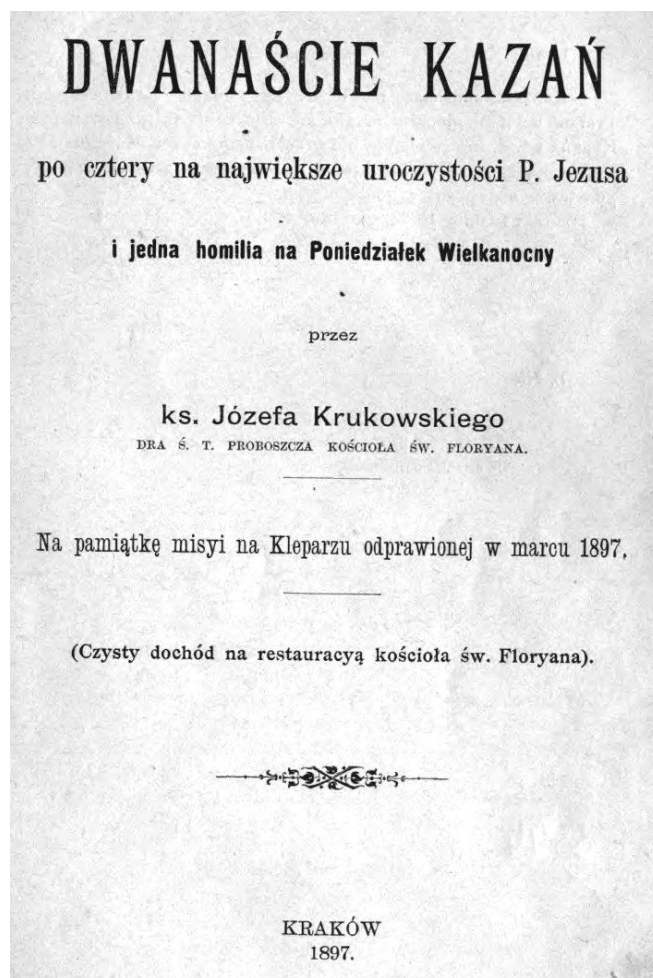 DWANAŚCIE KAZAŃ
po cztery na największe uroczystości P. Jezusa
i jedna homilia na Poniedziałek Wielkanocny
przez
ks. Józefa Krukowskiego
DRA Ś. T. PROBOSZCZA KOŚCIOŁA ŚW. FLORYANA.
Na pamiątkę misyi na Kleparzu odprawionej w marcu 1897.
(Czysty dochód na restauracyą kościoła św. Floryana).
KRAKÓW
1897.